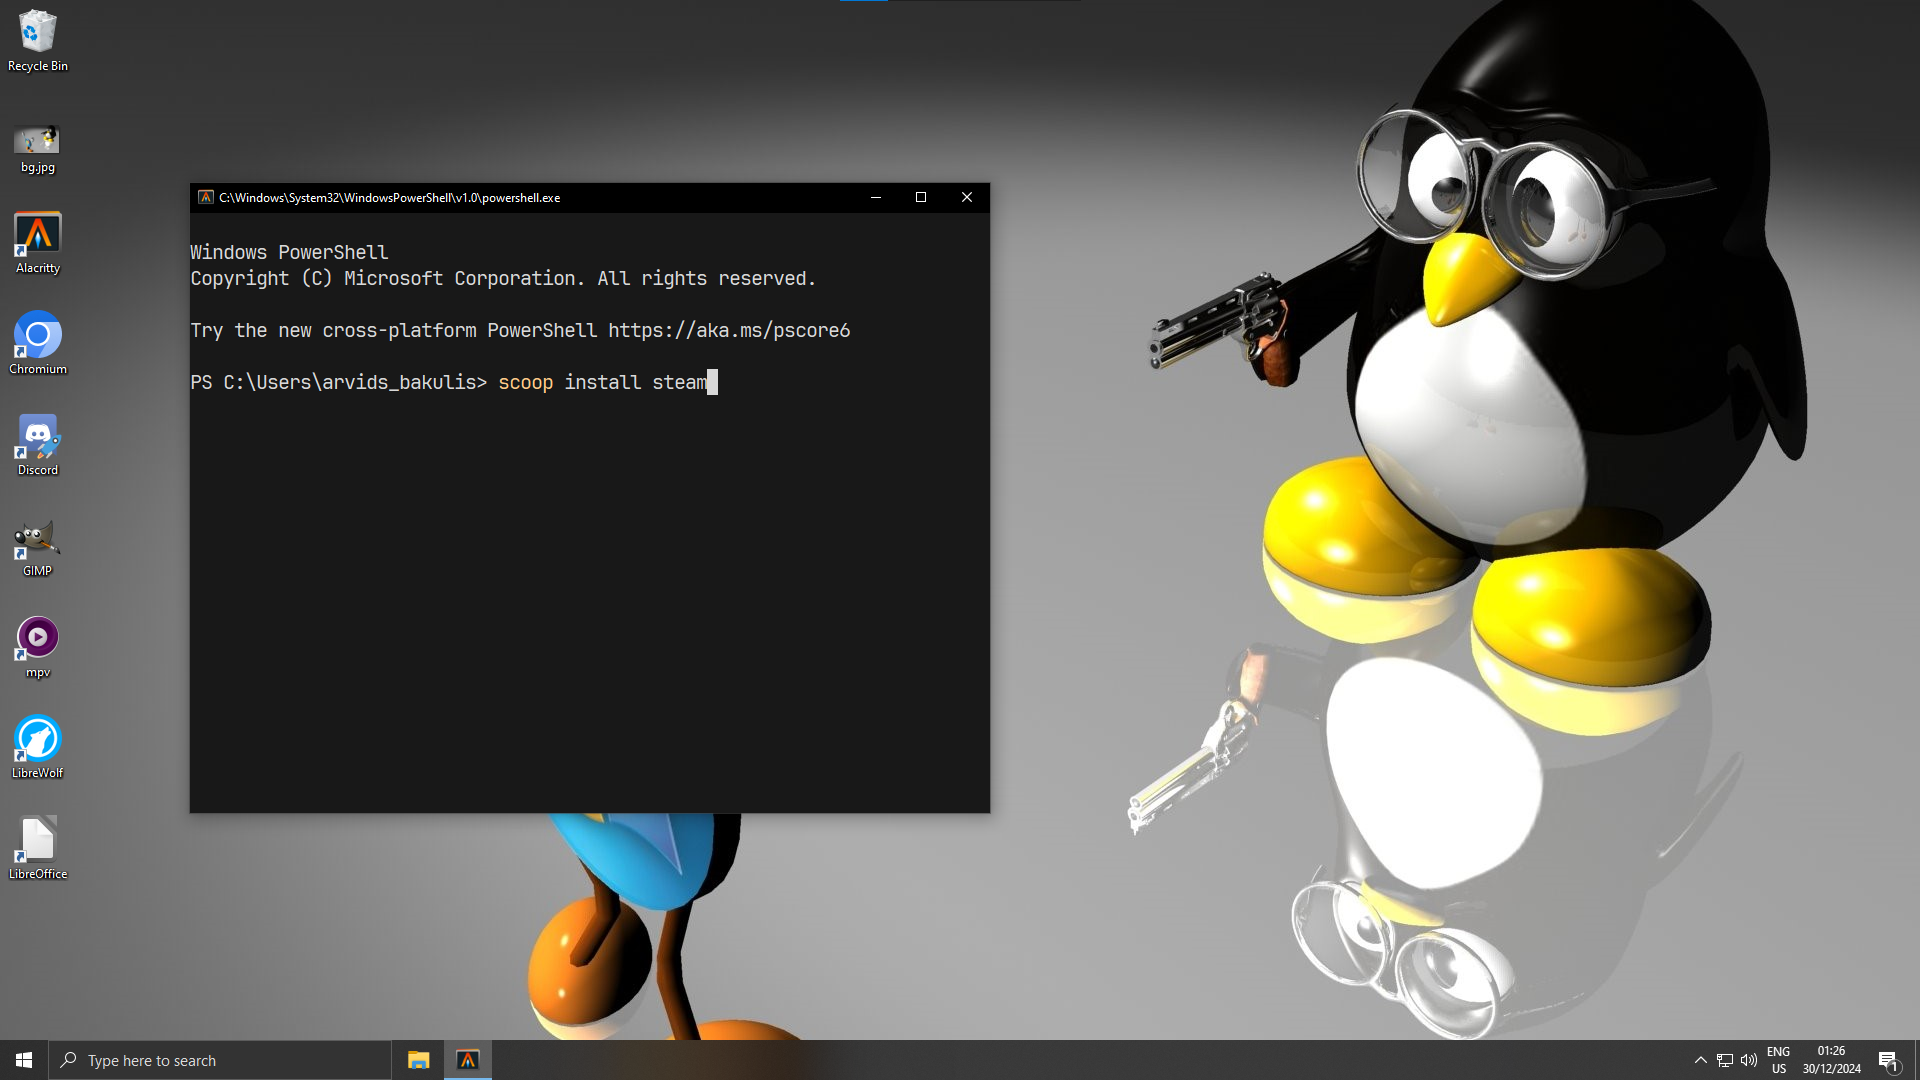 Recycle Bin
bg.jpg
Alacritty
Chromium
Discord
GIMP
mpv
LibreWolf
LibreOffice
C:\Windows\System32\WindowsPowerShell\v1.0\powershell.exe
Windows PowerShell
Copyright (C) Microsoft Corporation. All rights reserved.
Try the new cross-platform PowerShell https://aka.ms/pscore6
PS C:\Users\arvids_bakulis> scoop install steam
Type here to search
ENG
US
01:26
30/12/2024
1